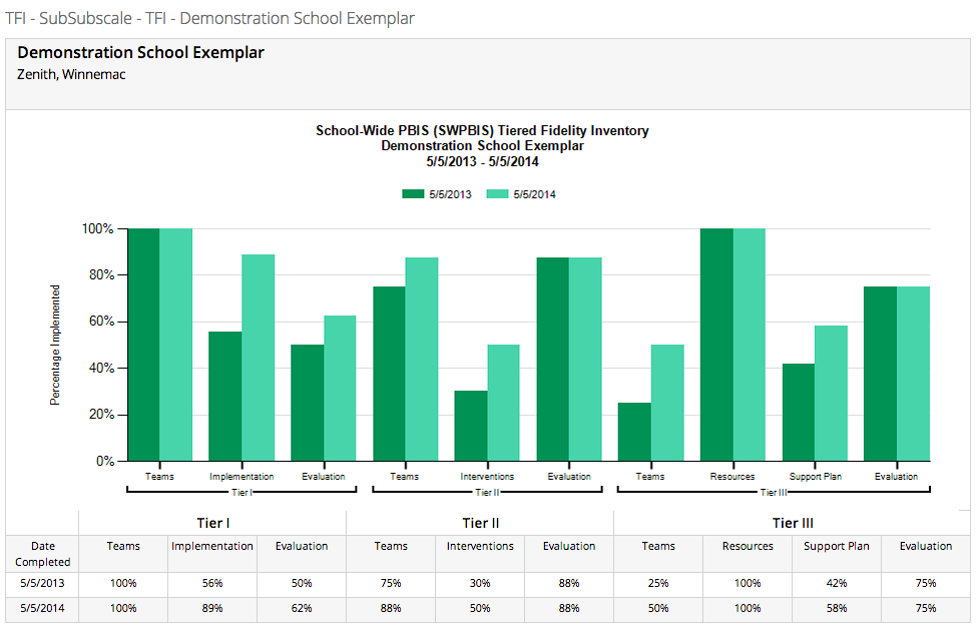 TFI - SubSubscale - TFI - Demonstration School Exemplar
Demonstration School Exemplar
Zenith, Winnemac
School-Wide PBIS (SWPBIS) Tiered Fidelity Inventory
Demonstration School Exemplar
5/5/2013 - 5/5/2014
5/5/2013 5/5/2014
Percentage Implemented
100%
80%
60%
40%
20%
0%
Teams Implementation Evaluation Teams Interventions Evaluation Teams Resources Support Plan Evaluation
Tier I Tier II Tier III
Tier I Tier II Tier III
Date Completed Teams Implementation Evaluation Teams Interventions Evaluation Teams Resources Support Plan Evaluation
5/5/2013 100% 56% 50% 75% 30% 88% 25% 100% 42% 75%
5/5/2014 100% 89% 62% 88% 50% 88% 50% 100% 58% 75%